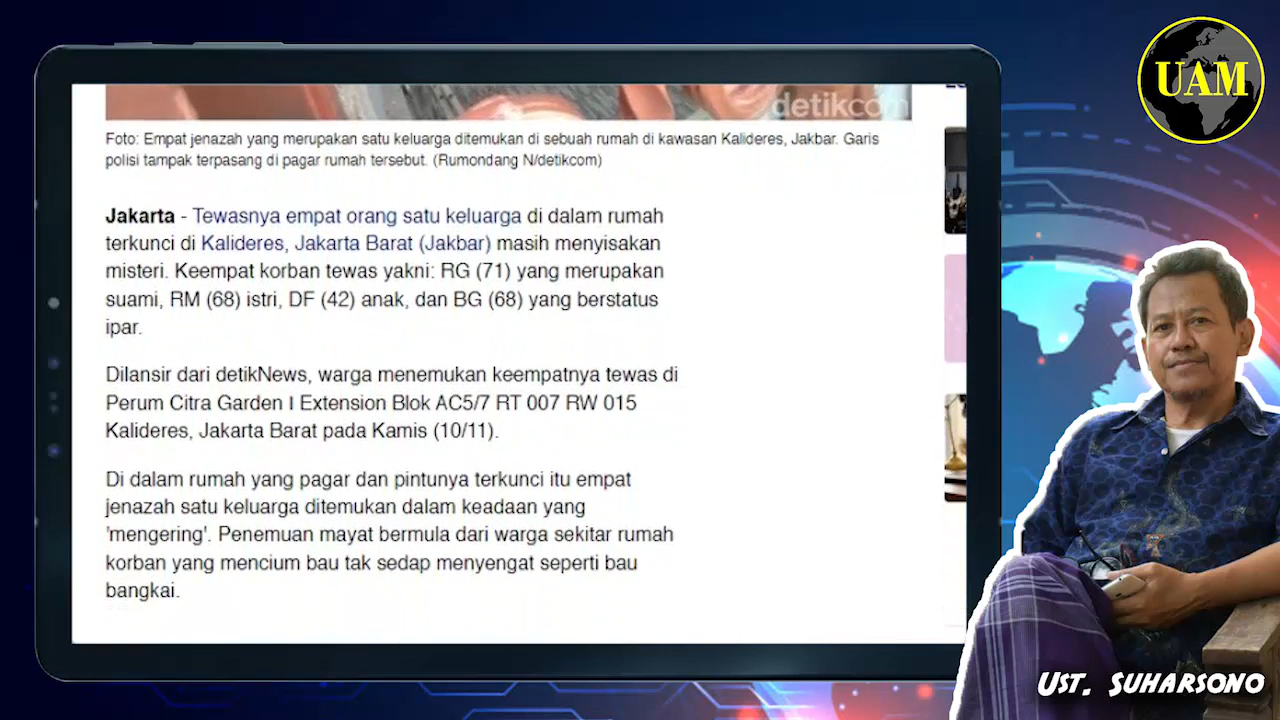 UAM
detikcom
Foto: Empat jenazah yang merupakan satu keluarga ditemukan di sebuah rumah di kawasan Kalideres, Jakbar. Garis
polisi tampak terpasang di pagar rumah tersebut. (Rumondang N/detikcom)
Jakarta - Tewasnya empat orang satu keluarga di dalam rumah
terkunci di Kalideres, Jakarta Barat (Jakbar) masih menyisakan
misteri. Keempat korban tewas yakni: RG (71) yang merupakan
suami, RM (68) istri, DF (42) anak, dan BG (68) yang berstatus
ipar.
Dilansir dari detikNews, warga menemukan keempatnya tewas di
Perum Citra Garden I Extension Blok AC5/7 RT 007 RW 015
Kalideres, Jakarta Barat pada Kamis (10/11).
Di dalam rumah yang pagar dan pintunya terkunci itu empat
jenazah satu keluarga ditemukan dalam keadaan yang
'mengering'. Penemuan mayat bermula dari warga sekitar rumah
korban yang mencium bau tak sedap menyengat seperti bau
bangkai.
UST. SUHARSONO